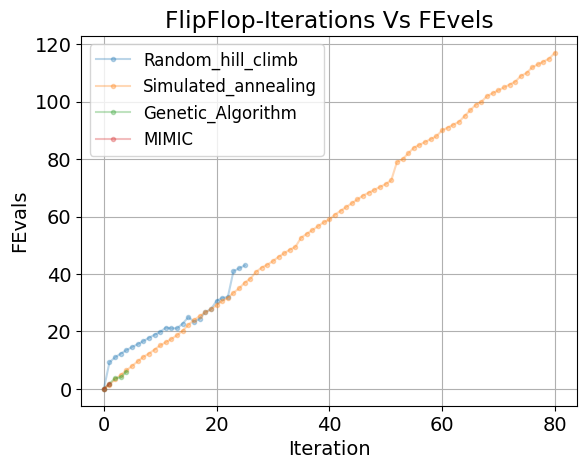 FlipFlop-Iterations Vs FEvels
120
100
80
60
40
20
0
FEvals
Random_hill_climb
Simulated_annealing
Genetic_Algorithm
MIMIC
0 20 40 60 80
Iteration